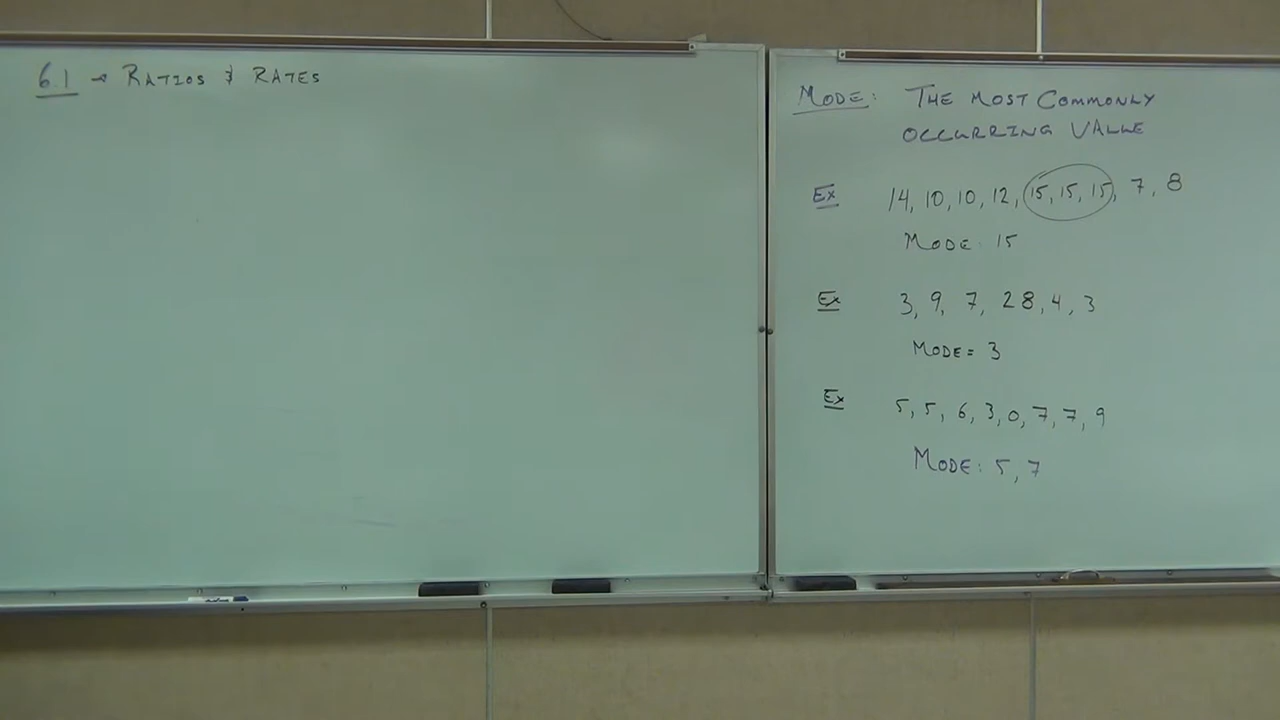 6.1 → RATIOS & RATES
MODE: THE MOST COMMONLY
OCCURRING VALUE
Ex 14, 10, 10, 12, 15, 15, 15, 7, 8
MODE: 15
Ex 3, 9, 7, 28, 4, 3
MODE = 3
Ex 5, 5, 6, 3, 0, 7, 7, 9
MODE: 5, 7